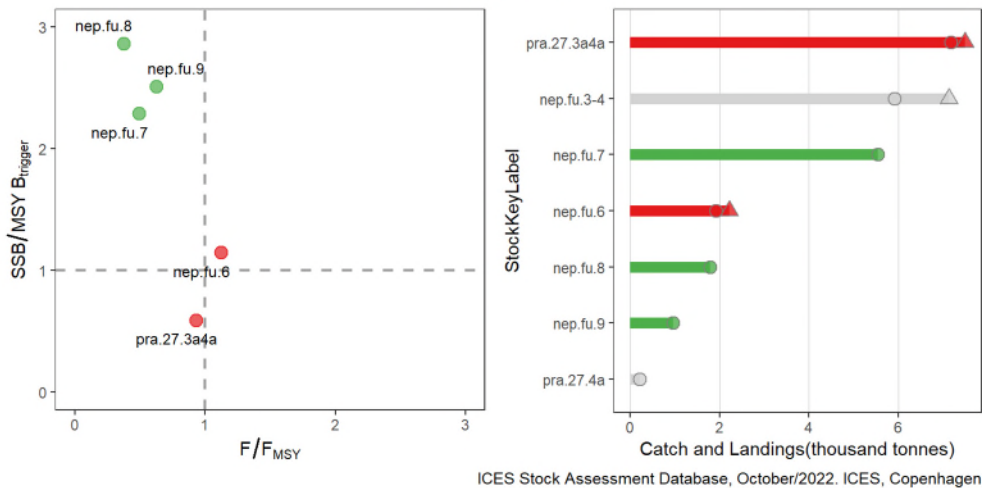 3
2
1
0
SSB/MSY Btrigger
nep.fu.8
nep.fu.9
nep.fu.7
nep.fu.6
pra.27.3a4a
0 1 2 3
F/FMSY
StockKeyLabel
pra.27.3a4a
nep.fu.3-4
nep.fu.7
nep.fu.6
nep.fu.8
nep.fu.9
pra.27.4a
0 2 4 6
Catch and Landings(thousand tonnes)
ICES Stock Assessment Database, October/2022. ICES, Copenhagen